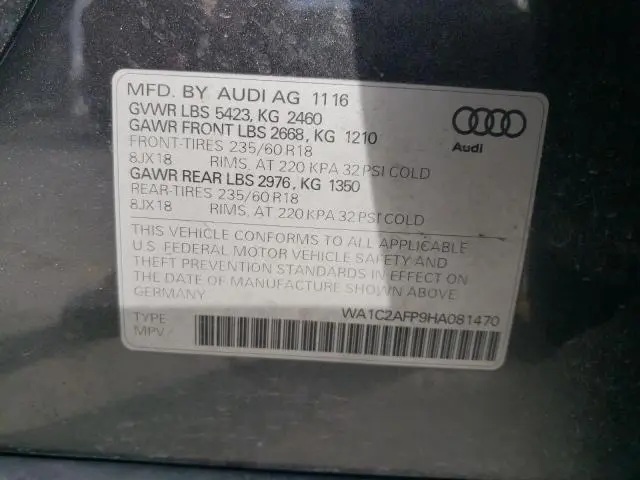 MFD. BY AUDI AG 11 16
GVWR LBS 5423, KG 2460
GAWR FRONT LBS 2668, KG 1210
FRONT-TIRES 235/60 R18
8JX18 RIMS, AT 220 KPA 32 PSI COLD
GAWR REAR LBS 2976, KG 1350
REAR-TIRES 235/60 R18
8JX18 RIMS, AT 220 KPA 32 PSI COLD
Audi
THIS VEHICLE CONFORMS TO ALL APPLICABLE
U.S. FEDERAL MOTOR VEHICLE SAFETY AND
THEFT PREVENTION STANDARDS IN EFFECT ON
THE DATE OF MANUFACTURE SHOWN ABOVE.
GERMANY
TYPE WA1C2AFP9HA081470
MPV